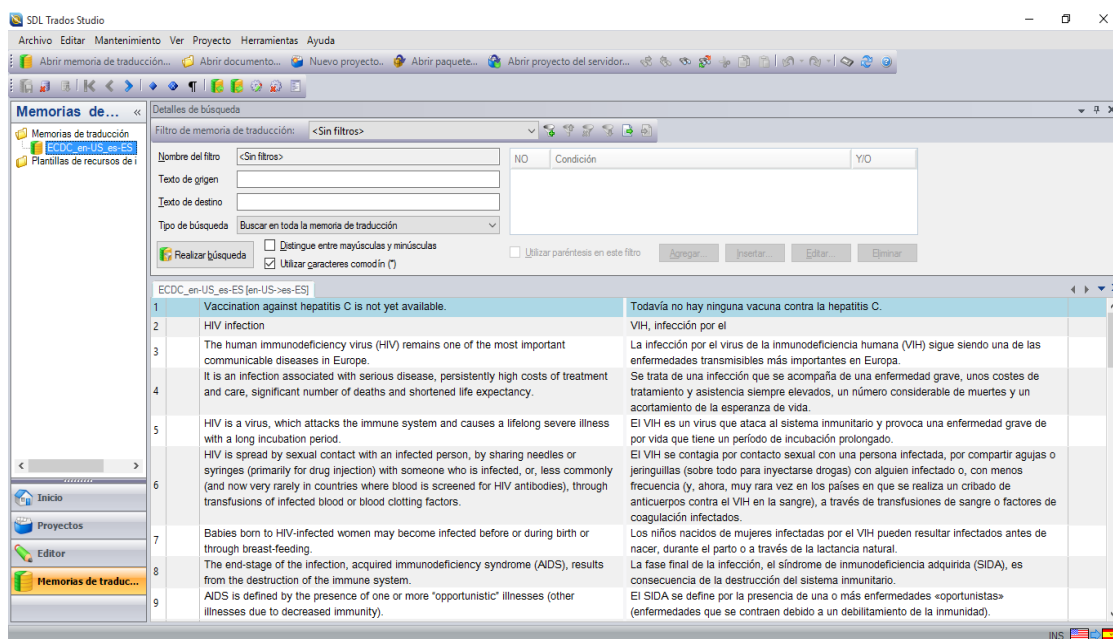 SDL Trados Studio
Archivo Editar Mantenimiento Ver Proyecto Herramientas Ayuda
Abrir memoria de traducción... Abrir documento... Nuevo proyecto.. Abrir paquete... Abrir proyecto del servidor...
Memorias de... «
Memorias de traducción
ECDC_en-US_es-ES
Plantillas de recursos de i
Detalles de búsqueda
Filtro de memoria de traducción: <Sin filtros>
Nombre del filtro <Sin filtros>
Texto de origen
Texto de destino
Tipo de búsqueda Buscar en toda la memoria de traducción
Realizar búsqueda
Distingue entre mayúsculas y minúsculas
Utilizar caracteres comodín (*)
NO Condición Y/O
Utilizar paréntesis en este filtro Agregar... Insertar... Editar... Eliminar
ECDC_en-US_es-ES [en-US->es-ES]
1 Vaccination against hepatitis C is not yet available. Todavía no hay ninguna vacuna contra la hepatitis C.
2 HIV infection VIH, infección por el
3 The human immunodeficiency virus (HIV) remains one of the most important
communicable diseases in Europe.
La infección por el virus de la inmunodeficiencia humana (VIH) sigue siendo una de las
enfermedades transmisibles más importantes en Europa.
4 It is an infection associated with serious disease, persistently high costs of treatment
and care, significant number of deaths and shortened life expectancy.
Se trata de una infección que se acompaña de una enfermedad grave, unos costes de
tratamiento y asistencia siempre elevados, un número considerable de muertes y un
acortamiento de la esperanza de vida.
5 HIV is a virus, which attacks the immune system and causes a lifelong severe illness
with a long incubation period.
El VIH es un virus que ataca al sistema inmunitario y provoca una enfermedad grave de
por vida que tiene un período de incubación prolongado.
6 HIV is spread by sexual contact with an infected person, by sharing needles or
syringes (primarily for drug injection) with someone who is infected, or, less commonly
(and now very rarely in countries where blood is screened for HIV antibodies), through
transfusions of infected blood or blood clotting factors.
El VIH se contagia por contacto sexual con una persona infectada, por compartir agujas o
jeringuillas (sobre todo para inyectarse drogas) con alguien infectado o, con menos
frecuencia (y, ahora, muy rara vez en los países en que se realiza un cribado de
anticuerpos contra el VIH en la sangre), a través de transfusiones de sangre o factores de
coagulación infectados.
7 Babies born to HIV-infected women may become infected before or during birth or
through breast-feeding.
Los niños nacidos de mujeres infectadas por el VIH pueden resultar infectados antes de
nacer, durante el parto o a través de la lactancia natural.
8 The end-stage of the infection, acquired immunodeficiency syndrome (AIDS), results
from the destruction of the immune system.
La fase final de la infección, el síndrome de inmunodeficiencia adquirida (SIDA), es
consecuencia de la destrucción del sistema inmunitario.
9 AIDS is defined by the presence of one or more “opportunistic” illnesses (other
illnesses due to decreased immunity).
El SIDA se define por la presencia de una o más enfermedades «oportunistas»
(enfermedades que se contraen debido a un debilitamiento de la inmunidad).
Inicio
Proyectos
Editor
Memorias de traduc...
INS